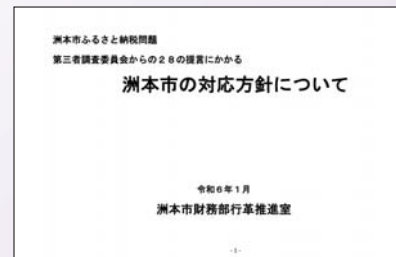 洲本市ふるさと納税問題
第三者調査委員会からの２８の提言にかかる
洲本市の対応方針について
令和６年１月
洲本市財務部行革推進室
-1-